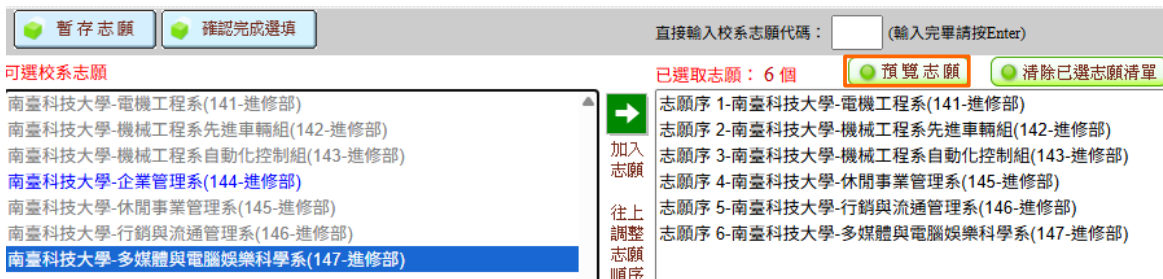 暫存志願
確認完成選填
直接輸入校系志願代碼：
(輸入完畢請按Enter)
可選校系志願
已選取志願： 6 個
預覽志願
清除已選志願清單
南臺科技大學-電機工程系(141-進修部)
南臺科技大學-機械工程系先進車輛組(142-進修部)
南臺科技大學-機械工程系自動化控制組(143-進修部)
南臺科技大學-企業管理系(144-進修部)
南臺科技大學-休閒事業管理系(145-進修部)
南臺科技大學-行銷與流通管理系(146-進修部)
南臺科技大學-多媒體與電腦娛樂科學系(147-進修部)
加入
志願
往上
調整
志願
順序
志願序 1-南臺科技大學-電機工程系(141-進修部)
志願序 2-南臺科技大學-機械工程系先進車輛組(142-進修部)
志願序 3-南臺科技大學-機械工程系自動化控制組(143-進修部)
志願序 4-南臺科技大學-休閒事業管理系(145-進修部)
志願序 5-南臺科技大學-行銷與流通管理系(146-進修部)
志願序 6-南臺科技大學-多媒體與電腦娛樂科學系(147-進修部)